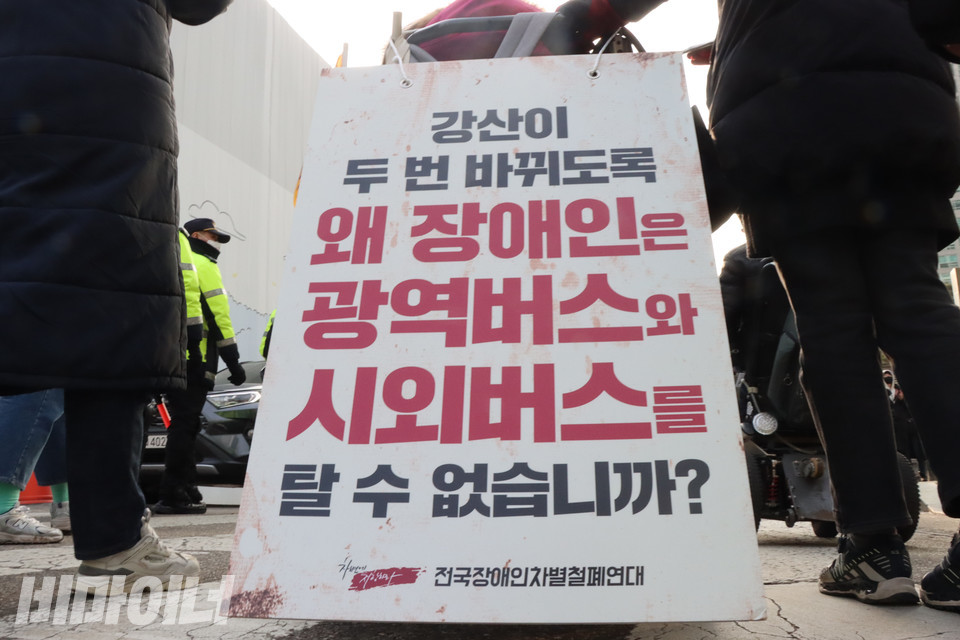 강산이
두 번 바뀌도록
왜 장애인은
광역버스와
시외버스를
탈 수 없습니까?
전국장애인차별철폐연대
비마이너